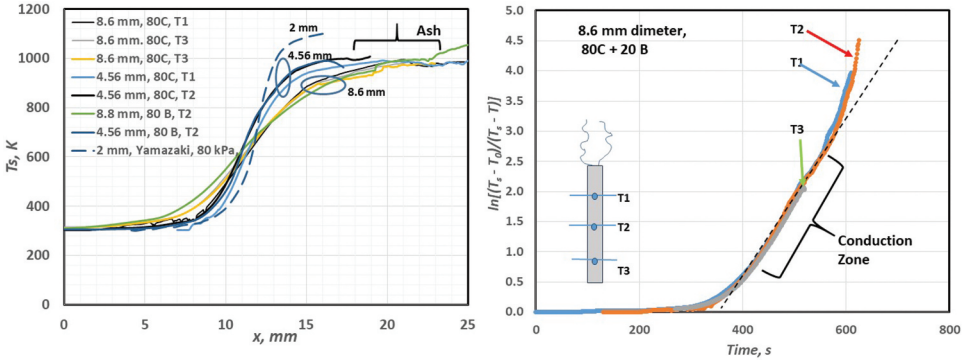 8.6 mm, 80C, T1
8.6 mm, 80C, T3
8.6 mm, 80C, T3
4.56 mm, 80C, T1
4.56 mm, 80C, T2
8.8 mm, 80 B, T2
4.56 mm, 80 B, T2
2 mm, Yamazaki, 80 kPa
2 mm
Ash
4.56 mm
8.6 mm
Ts, K
1200
1000
800
600
400
200
0
0
5
10
15
20
25
x, mm
8.6 mm dimeter,
80C + 20 B
T2
T1
T3
T1
T2
T3
Conduction
Zone
ln[(Ts - T0)/(Ts - T)]
5.0
4.5
4.0
3.5
3.0
2.5
2.0
1.5
1.0
0.5
0.0
0
200
400
600
800
Time, s